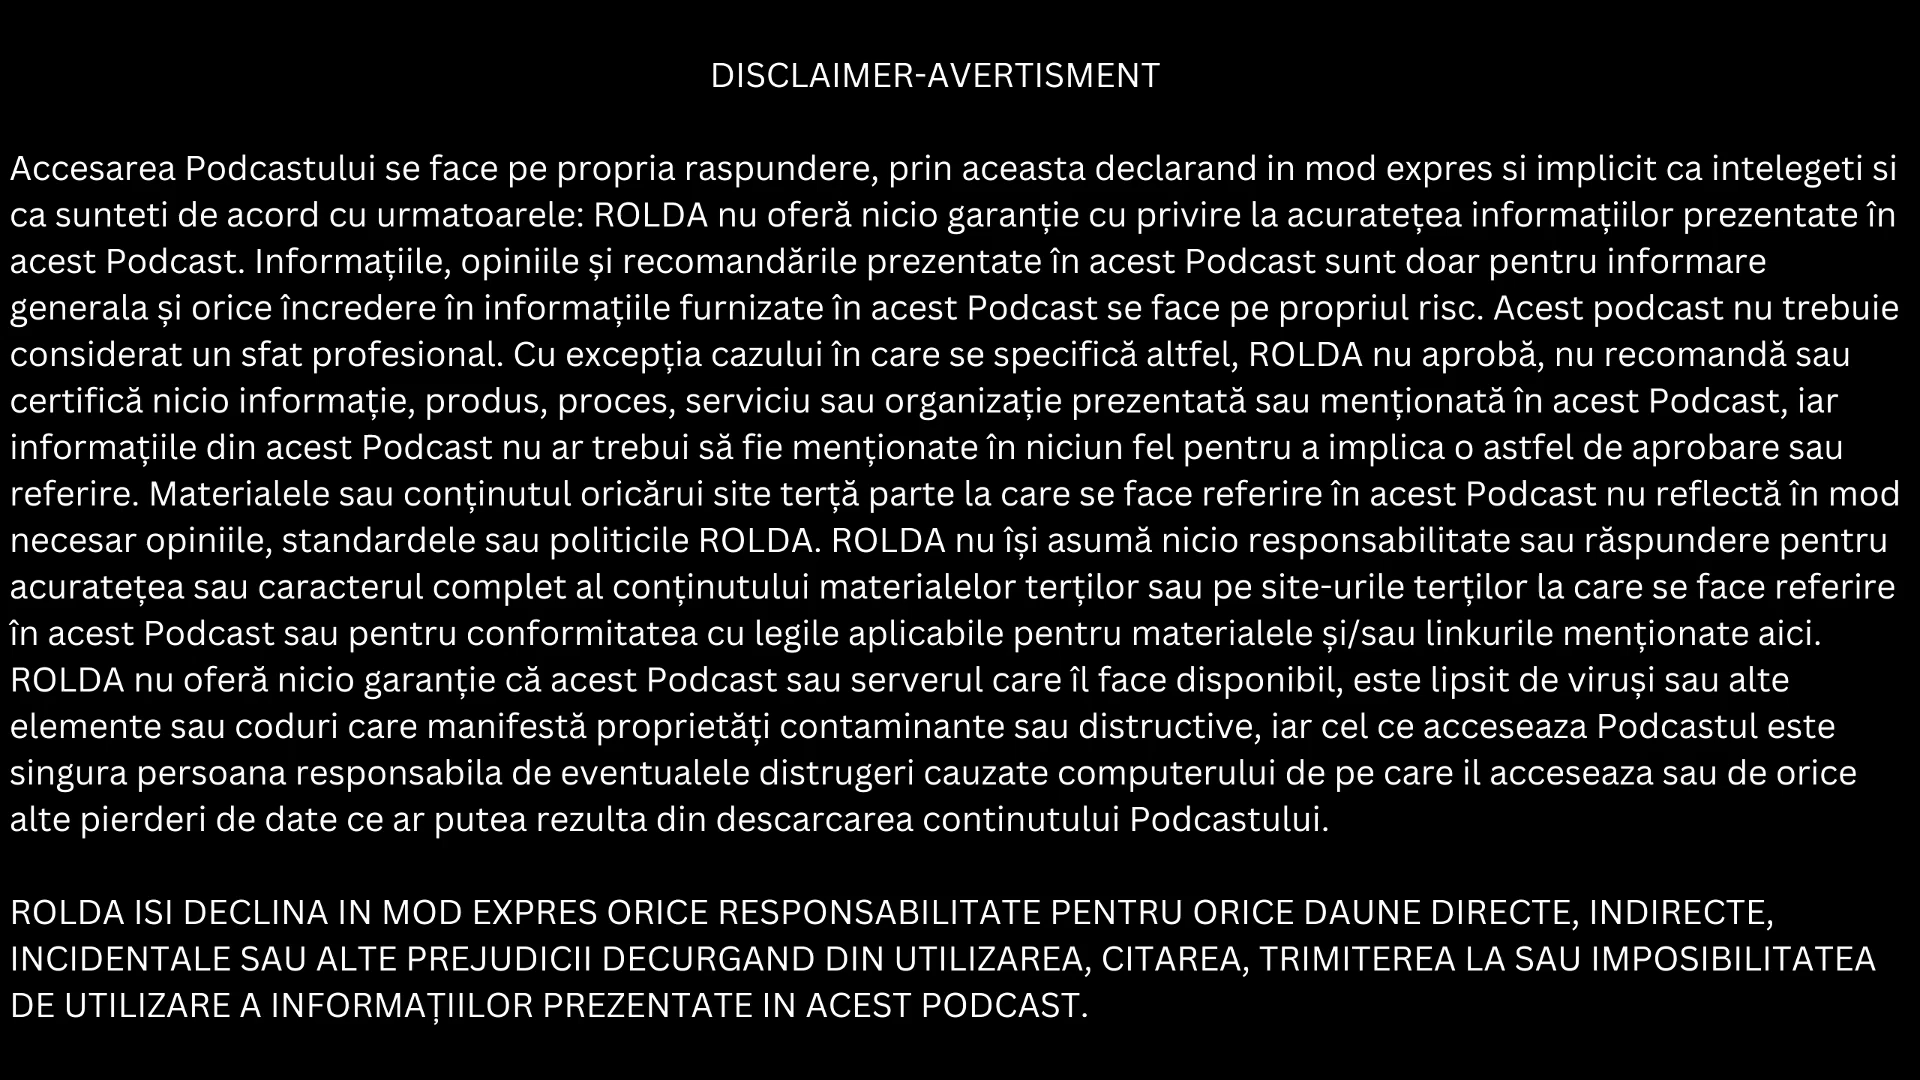 DISCLAIMER-AVERTISMENT
Accesarea Podcastului se face pe propria raspundere, prin aceasta declarand in mod expres si implicit ca intelegeti si
ca sunteti de acord cu urmatoarele: ROLDA nu oferă nicio garanție cu privire la acuratețea informațiilor prezentate în
acest Podcast. Informațiile, opiniile și recomandările prezentate în acest Podcast sunt doar pentru informare
generala și orice încredere în informațiile furnizate în acest Podcast se face pe propriul risc. Acest podcast nu trebuie
considerat un sfat profesional. Cu excepția cazului în care se specifică altfel, ROLDA nu aprobă, nu recomandă sau
certifică nicio informație, produs, proces, serviciu sau organizație prezentată sau menționată în acest Podcast, iar
informațiile din acest Podcast nu ar trebui să fie menționate în niciun fel pentru a implica o astfel de aprobare sau
referire. Materialele sau conținutul oricărui site terță parte la care se face referire în acest Podcast nu reflectă în mod
necesar opiniile, standardele sau politicile ROLDA. ROLDA nu își asumă nicio responsabilitate sau răspundere pentru
acuratețea sau caracterul complet al conținutului materialelor terților sau pe site-urile terților la care se face referire
în acest Podcast sau pentru conformitatea cu legile aplicabile pentru materialele și/sau linkurile menționate aici.
ROLDA nu oferă nicio garanție că acest Podcast sau serverul care îl face disponibil, este lipsit de viruși sau alte
elemente sau coduri care manifestă proprietăți contaminante sau distructive, iar cel ce acceseaza Podcastul este
singura persoana responsabila de eventualele distrugeri cauzate computerului de pe care il acceseaza sau de orice
alte pierderi de date ce ar putea rezulta din descarcarea continutului Podcastului.
ROLDA ISI DECLINA IN MOD EXPRES ORICE RESPONSABILITATE PENTRU ORICE DAUNE DIRECTE, INDIRECTE,
INCIDENTALE SAU ALTE PREJUDICII DECURGAND DIN UTILIZAREA, CITAREA, TRIMITEREA LA SAU IMPOSIBILITATEA
DE UTILIZARE A INFORMAȚIILOR PREZENTATE IN ACEST PODCAST.